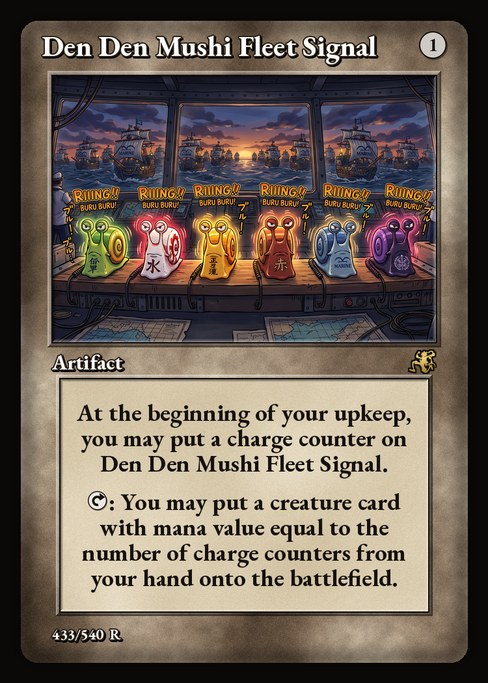 Den Den Mushi Fleet Signal
1
RIIING!! RIIING!! RIIING!! RIIING!! RIIING!! RIIING!!
BURU BURU! BURU BURU! BURU BURU! BURU BURU! BURU BURU! BURU BURU!
水
赤
MARINE
Artifact
At the beginning of your upkeep,
you may put a charge counter on
Den Den Mushi Fleet Signal.
: You may put a creature card
with mana value equal to the
number of charge counters from
your hand onto the battlefield.
433/540 R